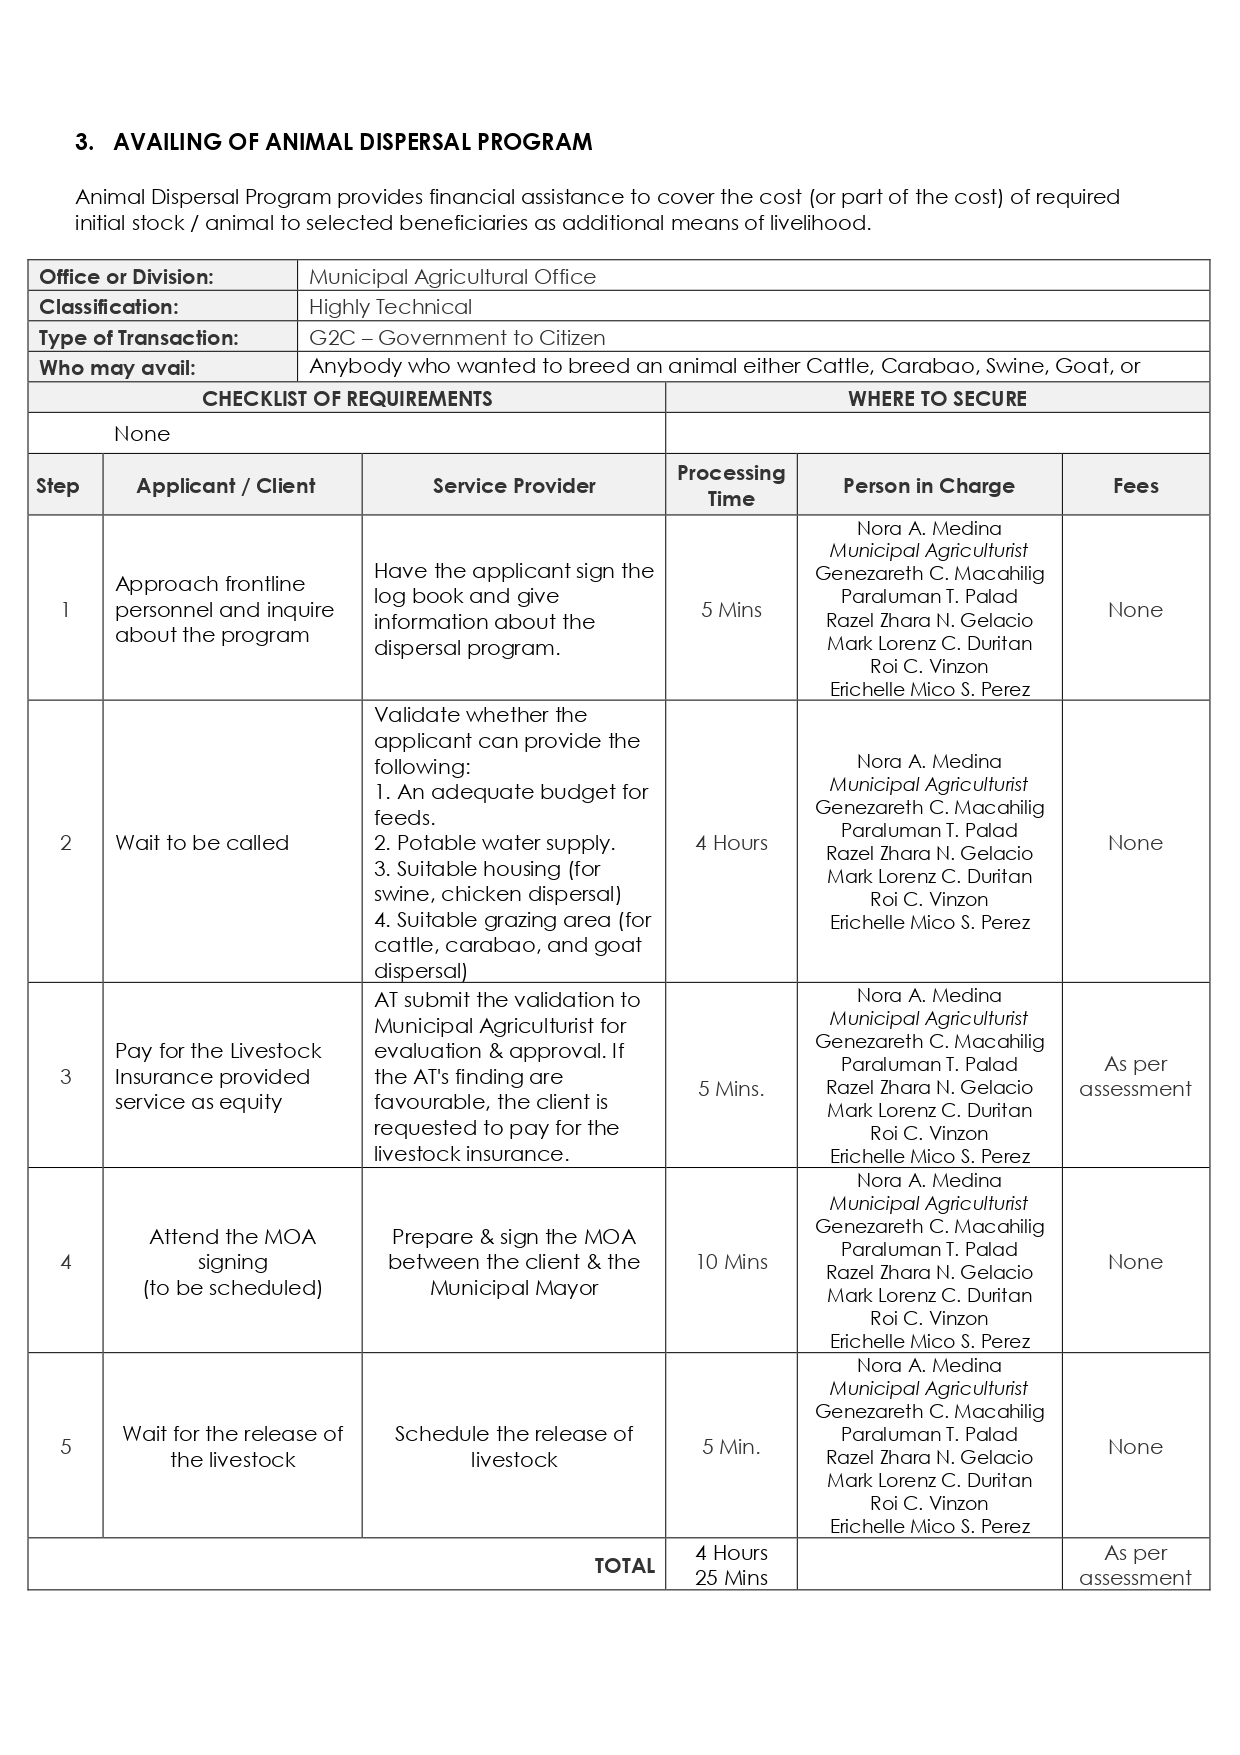 3. AVAILING OF ANIMAL DISPERSAL PROGRAM
Animal Dispersal Program provides financial assistance to cover the cost (or part of the cost) of required
initial stock / animal to selected beneficiaries as additional means of livelihood.
Office or Division: Municipal Agricultural Office
Classification: Highly Technical
Type of Transaction: G2C – Government to Citizen
Who may avail: Anybody who wanted to breed an animal either Cattle, Carabao, Swine, Goat, or
CHECKLIST OF REQUIREMENTS WHERE TO SECURE
None
Step Applicant / Client Service Provider Processing Time Person in Charge Fees
1
Approach frontline
personnel and inquire
about the program
Have the applicant sign the
log book and give
information about the
dispersal program.
5 Mins
Nora A. Medina
Municipal Agriculturist
Genezareth C. Macahilig
Paraluman T. Palad
Razel Zhara N. Gelacio
Mark Lorenz C. Duritan
Roi C. Vinzon
Erichelle Mico S. Perez
None
2
Wait to be called
Validate whether the
applicant can provide the
following:
1. An adequate budget for
feeds.
2. Potable water supply.
3. Suitable housing (for
swine, chicken dispersal)
4. Suitable grazing area (for
cattle, carabao, and goat
dispersal)
4 Hours
Nora A. Medina
Municipal Agriculturist
Genezareth C. Macahilig
Paraluman T. Palad
Razel Zhara N. Gelacio
Mark Lorenz C. Duritan
Roi C. Vinzon
Erichelle Mico S. Perez
None
3
Pay for the Livestock
Insurance provided
service as equity
AT submit the validation to
Municipal Agriculturist for
evaluation & approval. If
the AT's finding are
favourable, the client is
requested to pay for the
livestock insurance.
5 Mins.
Nora A. Medina
Municipal Agriculturist
Genezareth C. Macahilig
Paraluman T. Palad
Razel Zhara N. Gelacio
Mark Lorenz C. Duritan
Roi C. Vinzon
Erichelle Mico S. Perez
As per
assessment
4
Attend the MOA
signing
(to be scheduled)
Prepare & sign the MOA
between the client & the
Municipal Mayor
10 Mins
Nora A. Medina
Municipal Agriculturist
Genezareth C. Macahilig
Paraluman T. Palad
Razel Zhara N. Gelacio
Mark Lorenz C. Duritan
Roi C. Vinzon
Erichelle Mico S. Perez
None
5
Wait for the release of
the livestock
Schedule the release of
livestock
5 Min.
Nora A. Medina
Municipal Agriculturist
Genezareth C. Macahilig
Paraluman T. Palad
Razel Zhara N. Gelacio
Mark Lorenz C. Duritan
Roi C. Vinzon
Erichelle Mico S. Perez
None
TOTAL
4 Hours
25 Mins
As per
assessment